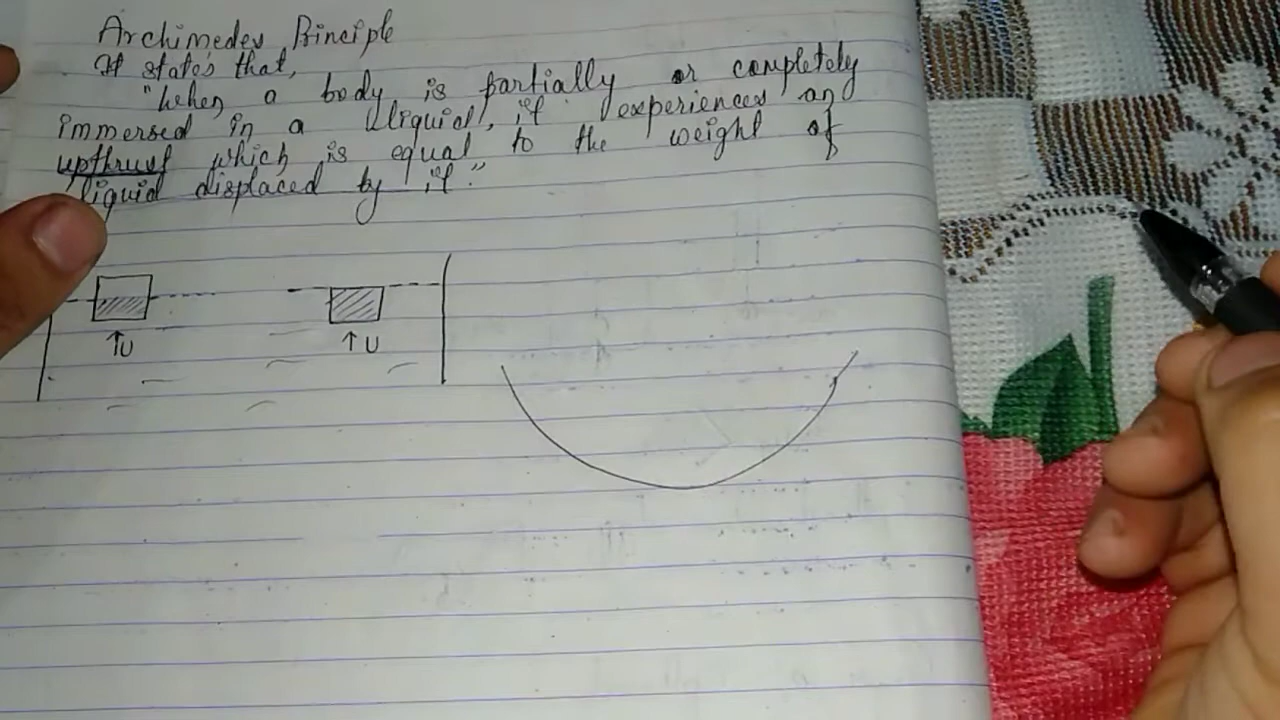 Archimedes Principle
It states that,
"When a body is partially or completely
immersed in a liquid, it experiences an
upthrust which is equal to the weight of
liquid displaced by it."
↑U ↑U